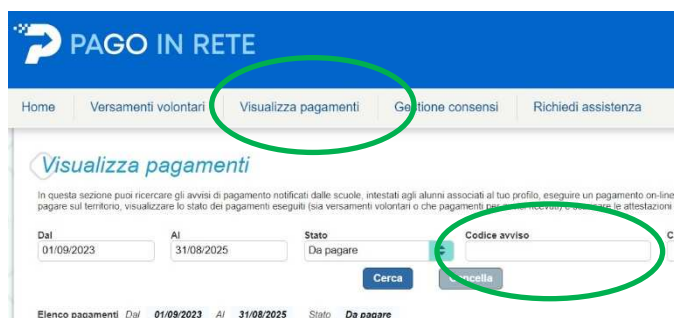 PAGO IN RETE
Home Versamenti volontari Visualizza pagamenti Gestione consensi Richiedi assistenza
Visualizza pagamenti
In questa sezione puoi ricercare gli avvisi di pagamento notificati dalle scuole, intestati agli alunni associati al tuo profilo, eseguire un pagamento on-line
pagare sul territorio, visualizzare lo stato dei pagamenti eseguiti (sia versamenti volontari o che pagamenti per le attestazioni
Dal Al Stato Codice avviso C
01/09/2023 31/08/2025 Da pagare
Cerca Cancella
Elenco pagamenti Dal 01/09/2023 Al 31/08/2025 Stato Da pagare